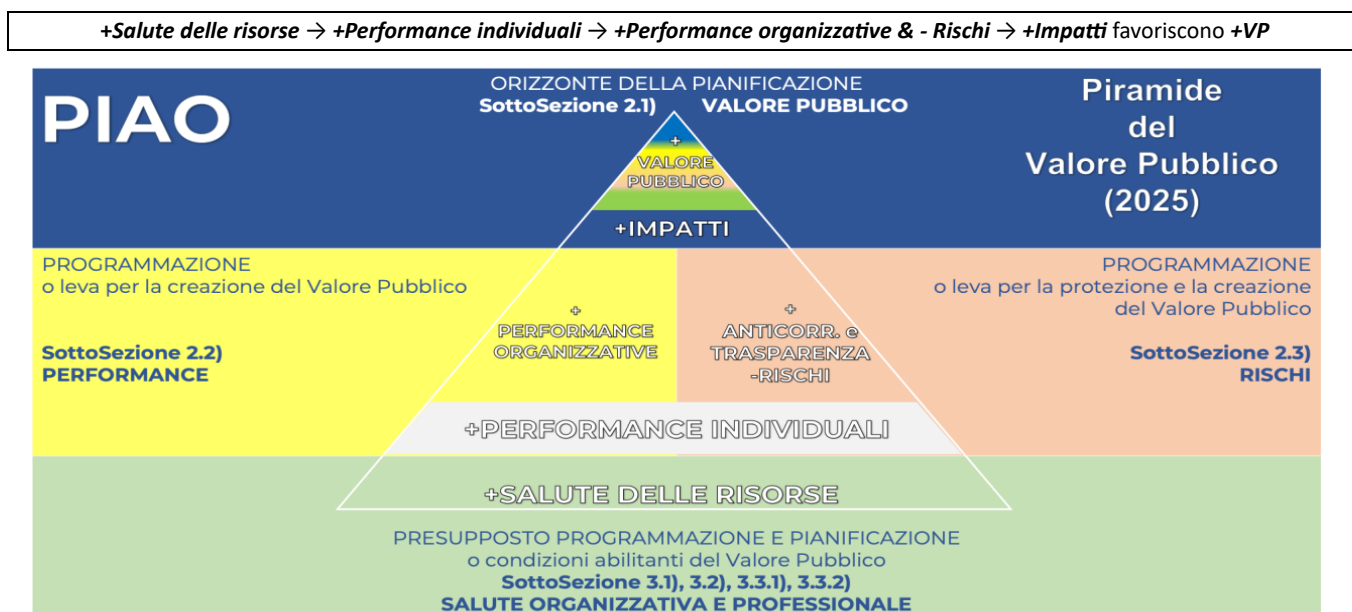 +Salute delle risorse → +Performance individuali → +Performance organizzative & - Rischi → +Impatti favoriscono +VP
PIAO
ORIZZONTE DELLA PIANIFICAZIONE
SottoSezione 2.1) VALORE PUBBLICO
Piramide
del
Valore Pubblico
(2025)
+
VALORE
PUBBLICO
+IMPATTI
PROGRAMMAZIONE
o leva per la creazione del Valore Pubblico
SottoSezione 2.2)
PERFORMANCE
+
PERFORMANCE
ORGANIZZATIVE
+
ANTICORR. e
TRASPARENZA
-RISCHI
PROGRAMMAZIONE
o leva per la protezione e la creazione
del Valore Pubblico
SottoSezione 2.3)
RISCHI
+PERFORMANCE INDIVIDUALI
+SALUTE DELLE RISORSE
PRESUPPOSTO PROGRAMMAZIONE E PIANIFICAZIONE
o condizioni abilitanti del Valore Pubblico
SottoSezione 3.1), 3.2), 3.3.1), 3.3.2)
SALUTE ORGANIZZATIVA E PROFESSIONALE